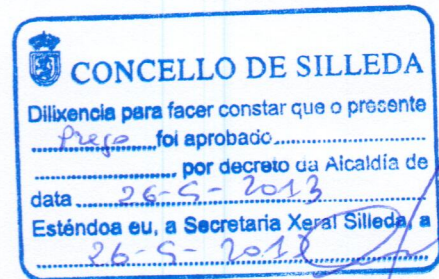 CONCELLO DE SILLEDA
Dilixencia para facer constar que o presente
Prego foi aprobado
por decreto da Alcaldía de
data 26-5-2013
Esténdoa eu, a Secretaria Xeral Silleda, a
26-5-2013